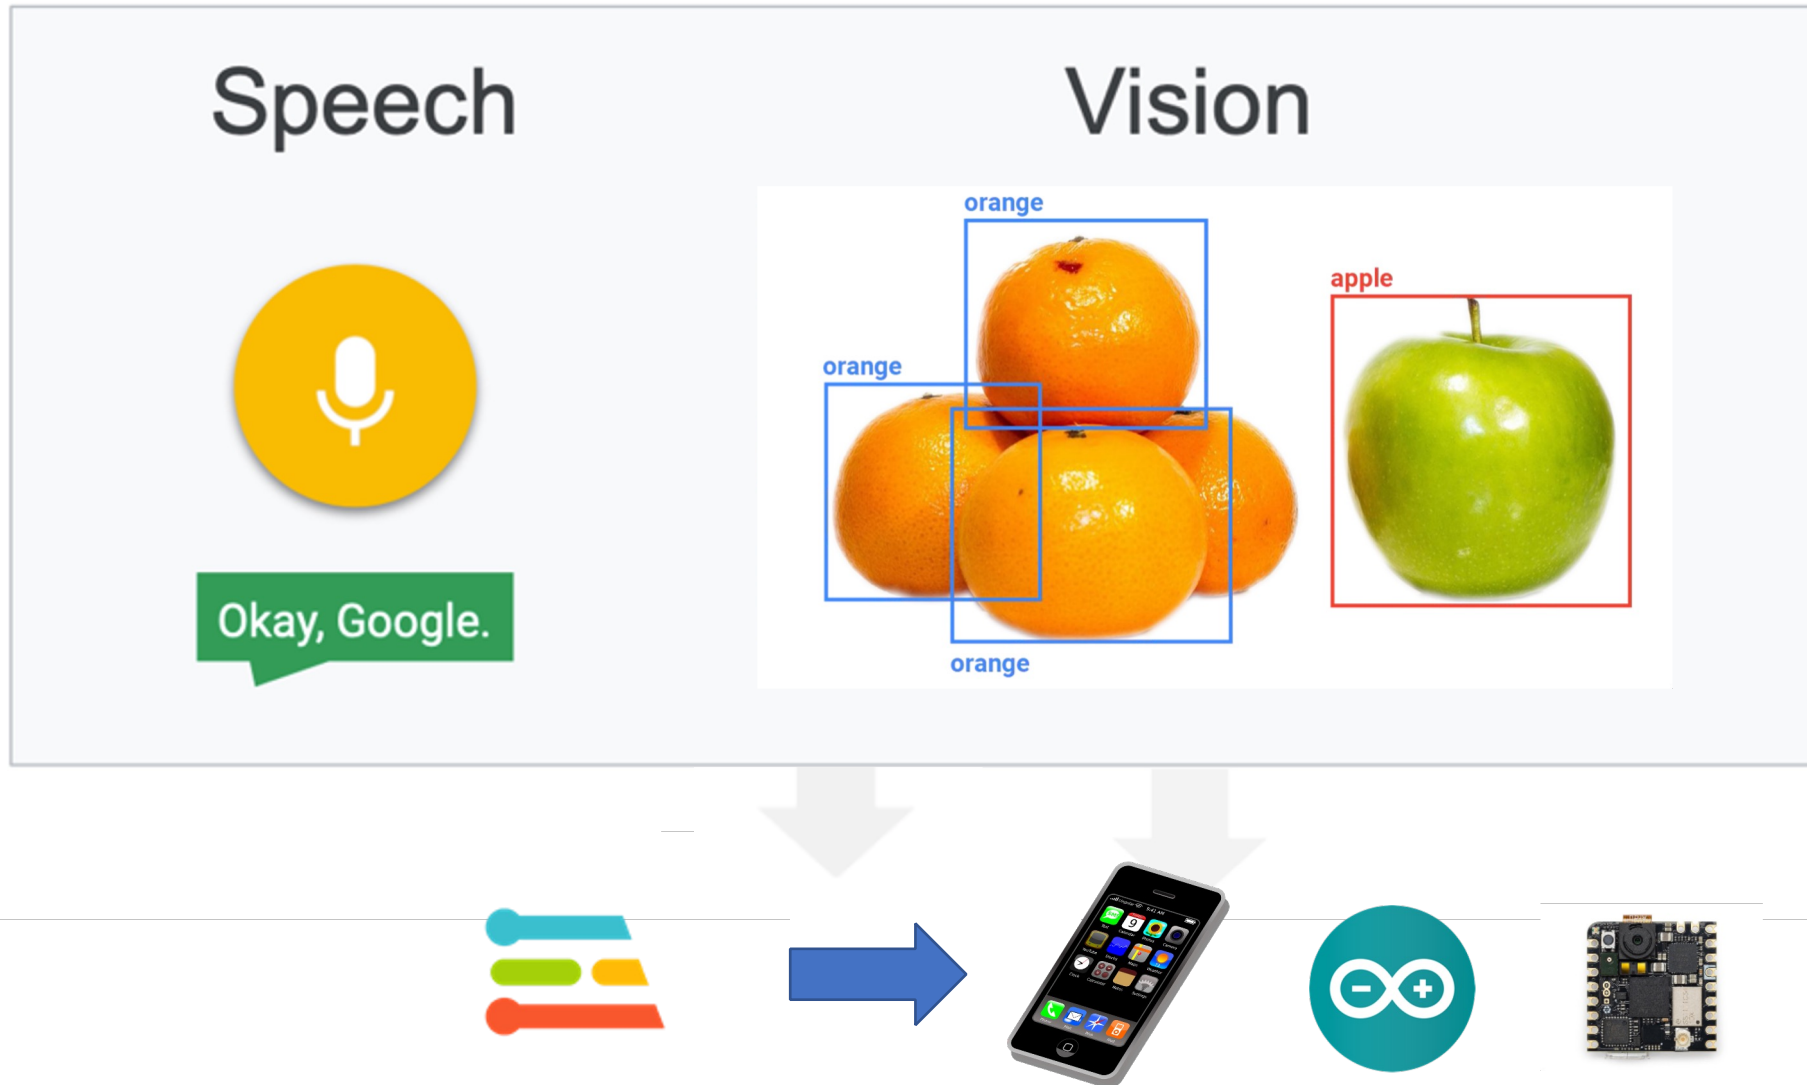 Speech
Vision
orange
apple
orange
Okay, Google.
orange